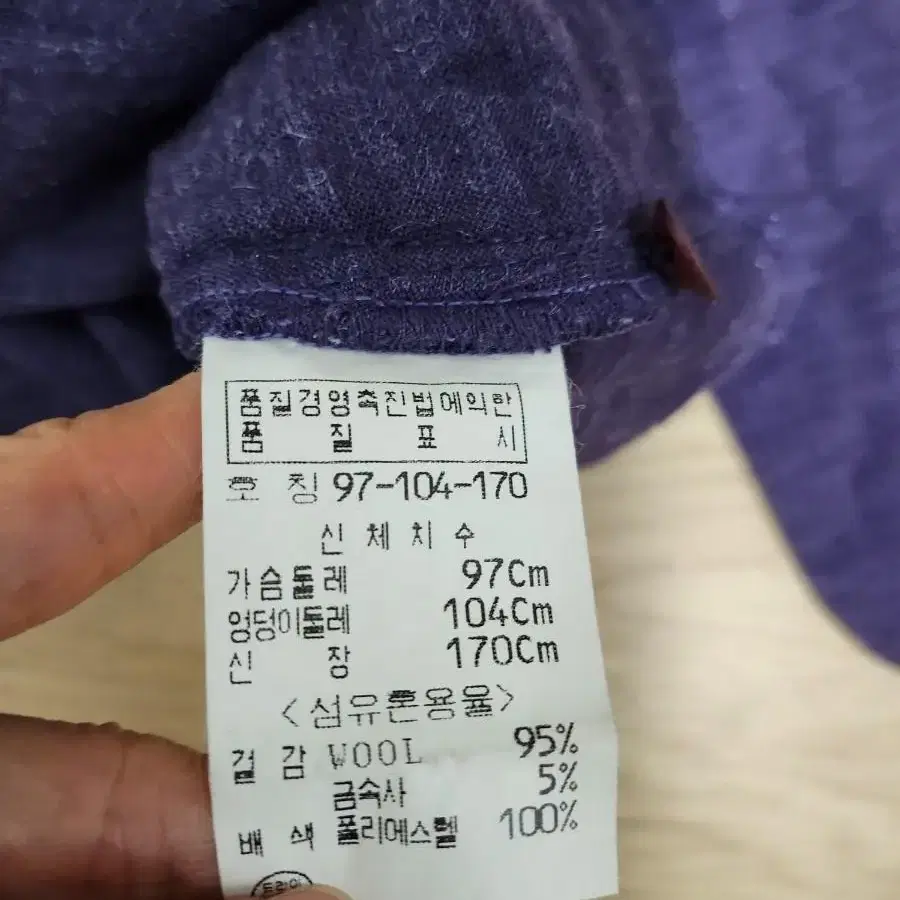 품질경영촉진법에의한
품 질 표 시
호 칭 97-104-170
신 체 치 수
가슴둘레 97Cm
엉덩이둘레 104Cm
신 장 170Cm
<섬유혼용율>
겉 감 WOOL 95%
금속사 5%
배 색 폴리에스텔 100%
드라이